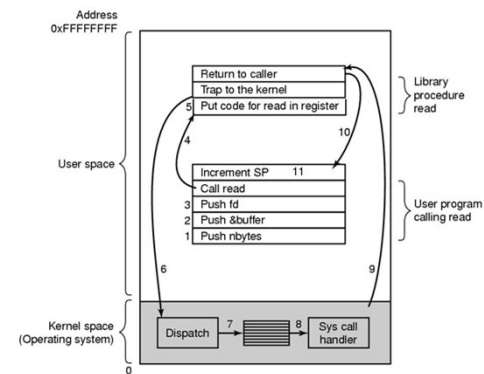 Address
0xFFFFFFFF
Return to caller
Trap to the kernel
5 Put code for read in register
Library
procedure
read
4
10
User space
Increment SP 11
Call read
3 Push fd
2 Push &buffer
1 Push nbytes
User program
calling read
6
9
Kernel space
(Operating system)
Dispatch
7
8
Sys call
handler
0